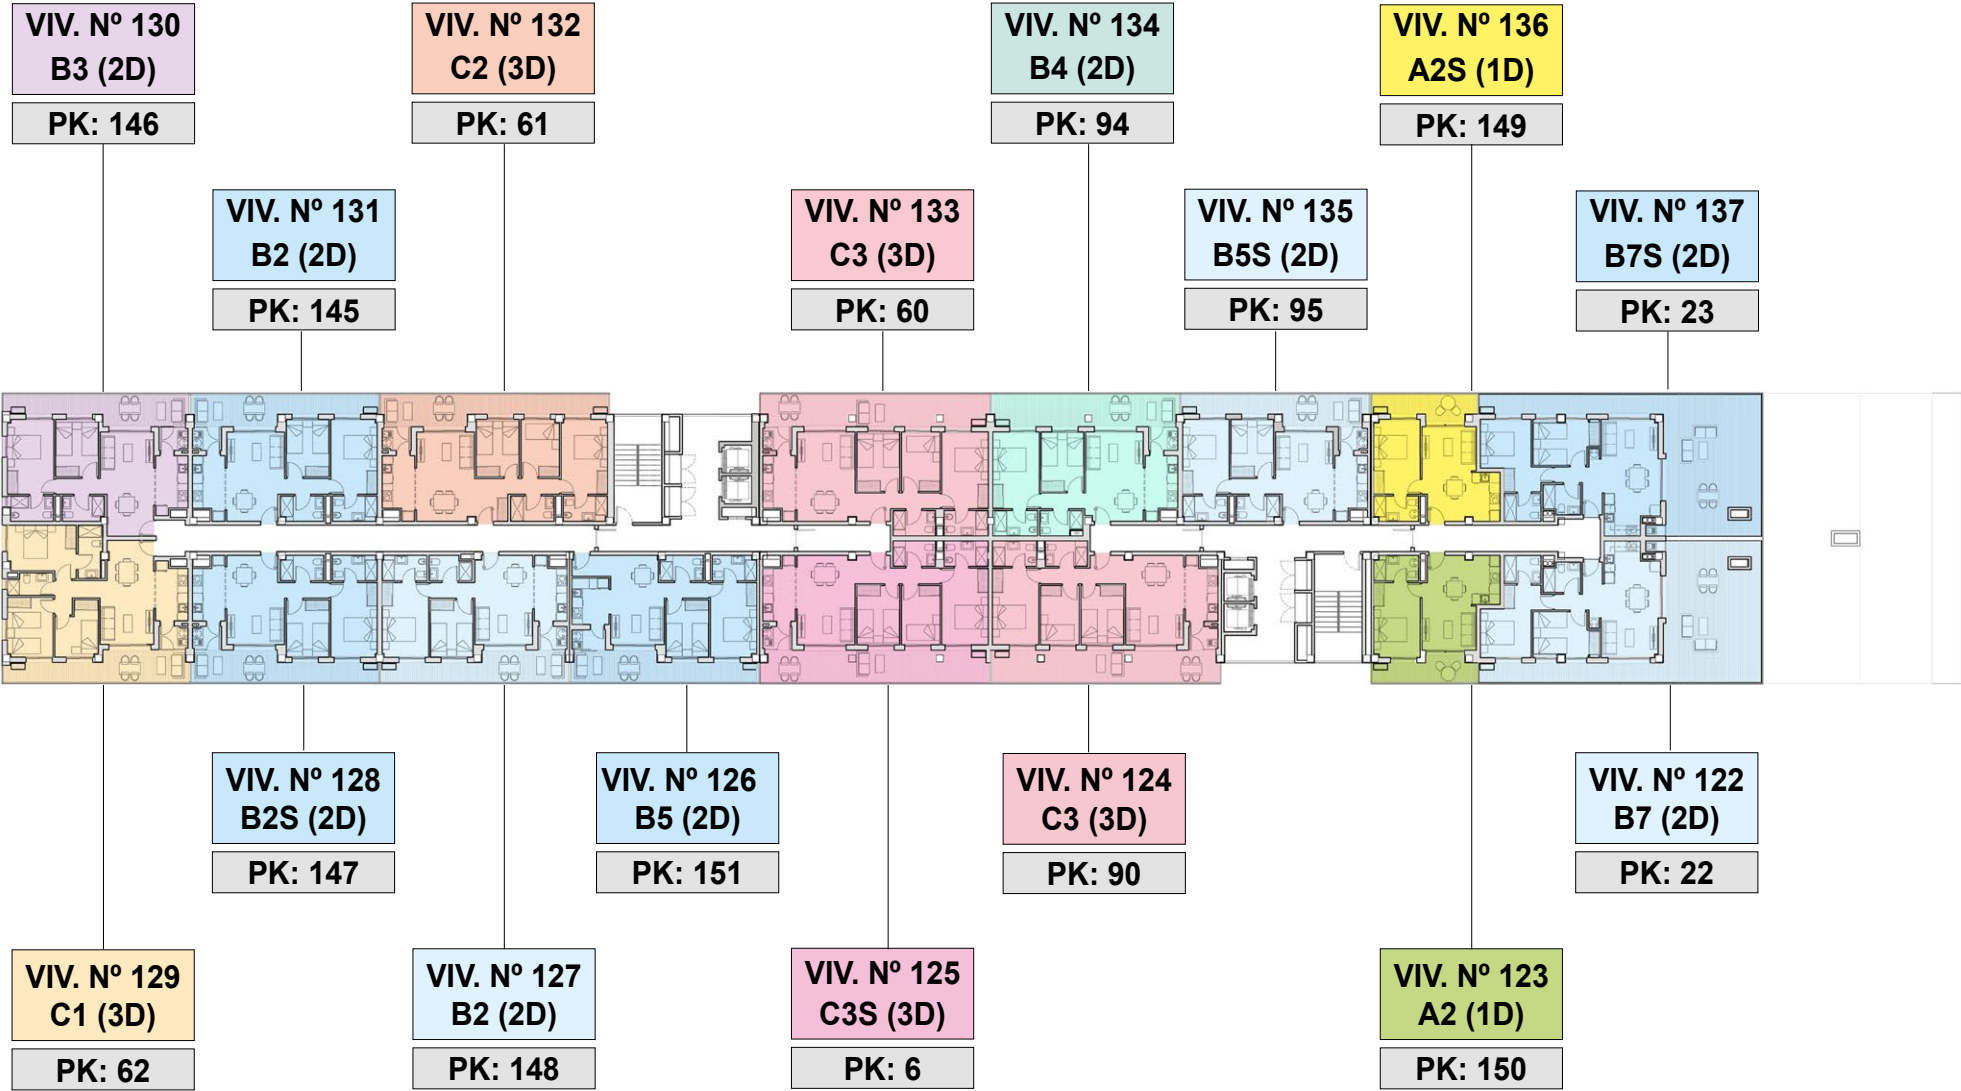 VIV. Nº 130
B3 (2D)
PK: 146
VIV. Nº 132
C2 (3D)
PK: 61
VIV. Nº 134
B4 (2D)
PK: 94
VIV. Nº 136
A2S (1D)
PK: 149
VIV. Nº 131
B2 (2D)
PK: 145
VIV. Nº 133
C3 (3D)
PK: 60
VIV. Nº 135
B5S (2D)
PK: 95
VIV. Nº 137
B7S (2D)
PK: 23
VIV. Nº 128
B2S (2D)
PK: 147
VIV. Nº 126
B5 (2D)
PK: 151
VIV. Nº 124
C3 (3D)
PK: 90
VIV. Nº 122
B7 (2D)
PK: 22
VIV. Nº 129
C1 (3D)
PK: 62
VIV. Nº 127
B2 (2D)
PK: 148
VIV. Nº 125
C3S (3D)
PK: 6
VIV. Nº 123
A2 (1D)
PK: 150